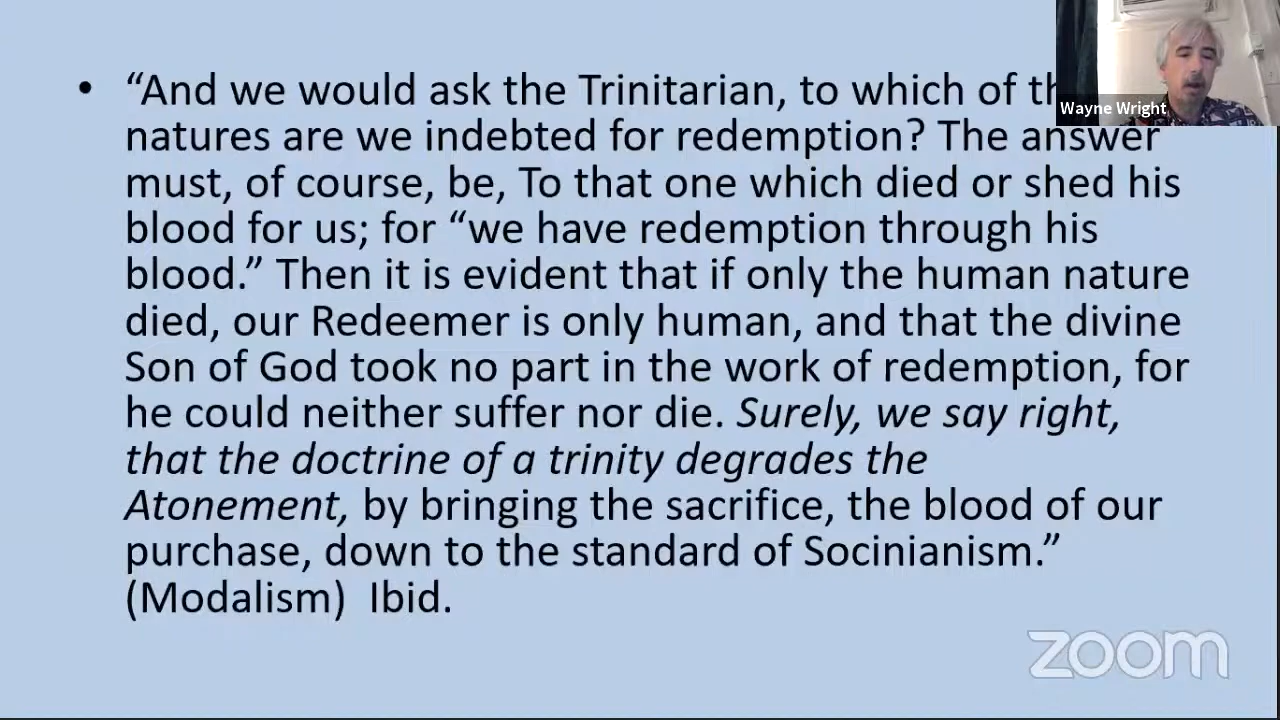 • “And we would ask the Trinitarian, to which of
natures are we indebted for redemption? The answer
must, of course, be, To that one which died or shed his
blood for us; for “we have redemption through his
blood.” Then it is evident that if only the human nature
died, our Redeemer is only human, and that the divine
Son of God took no part in the work of redemption, for
he could neither suffer nor die. Surely, we say right,
that the doctrine of a trinity degrades the
Atonement, by bringing the sacrifice, the blood of our
purchase, down to the standard of Socinianism.”
(Modalism)  Ibid.
Wayne Wright
zoom